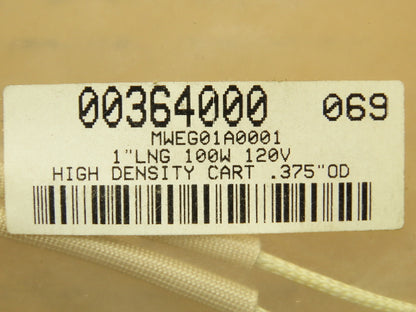 00364000 069
MWEG01A0001
1"LNG 100W 120V
HIGH DENSITY CART .375"OD